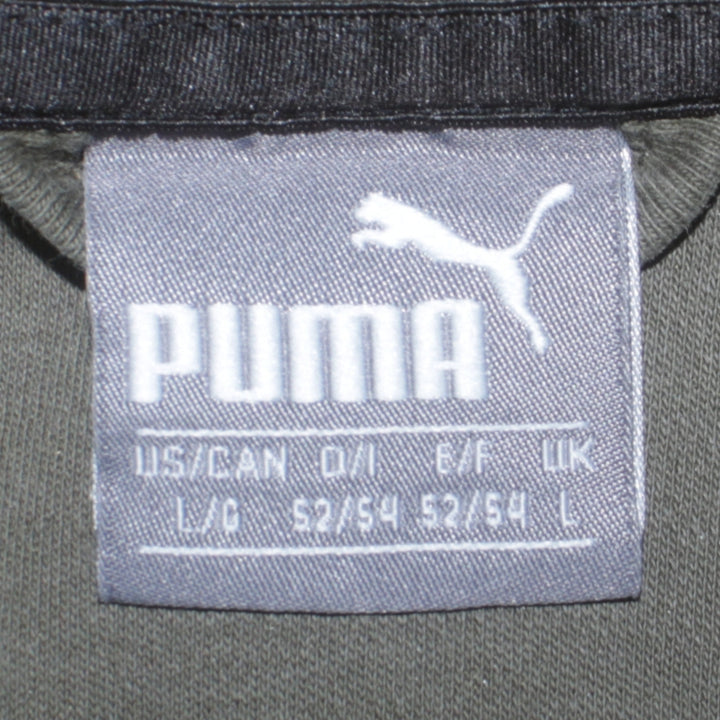 PUMA
US/CAN D/I E/F UK
L/G 52/54 52/54 L